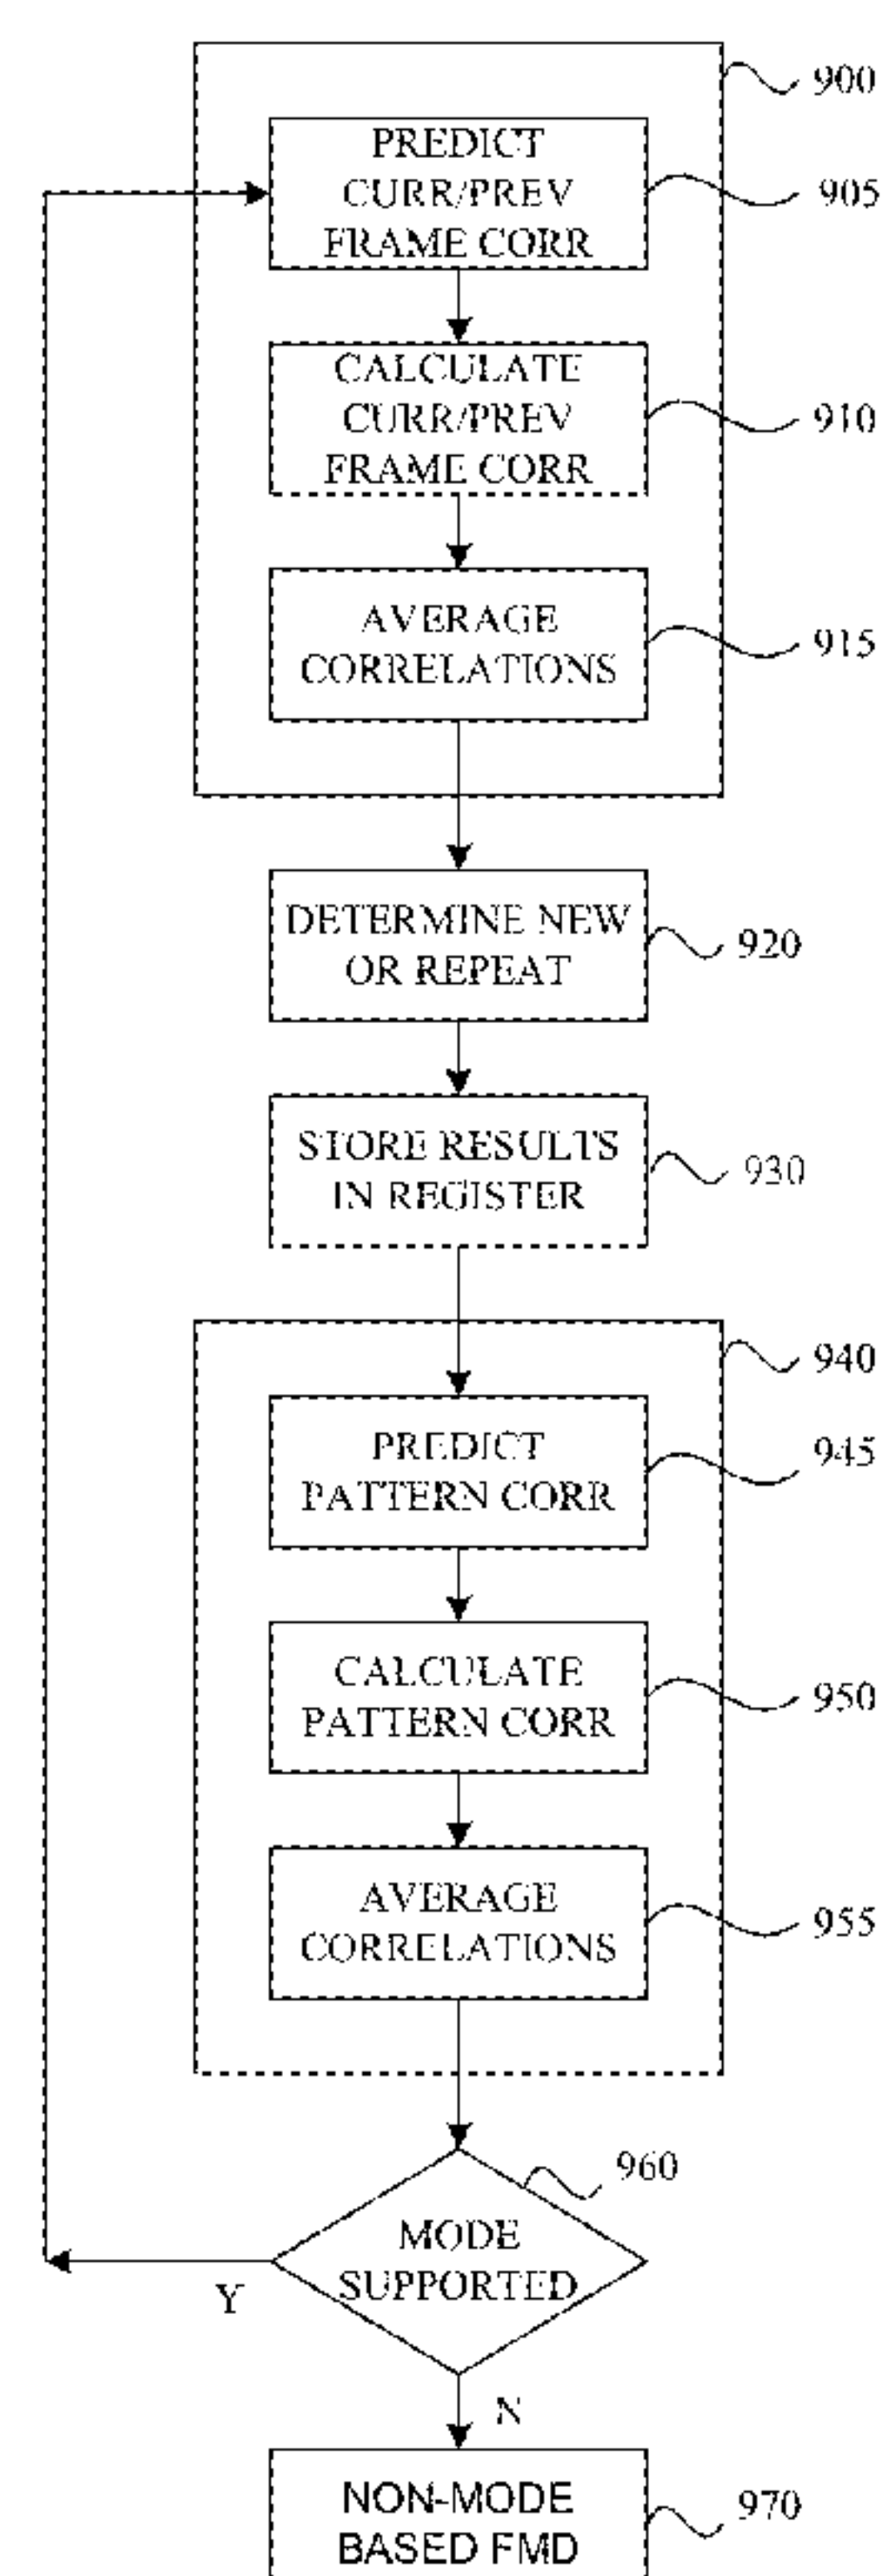 900
PREDICT
CURR/PREV
FRAME CORR
905
CALCULATE
CURR/PREV
FRAME CORR
910
AVERAGE
CORRELATIONS
915
DETERMINE NEW
OR REPEAT
920
STORE RESULTS
IN REGISTER
930
940
PREDICT
PATTERN CORR
945
CALCULATE
PATTERN CORR
950
AVERAGE
CORRELATIONS
955
960
MODE
SUPPORTED
Y
N
NON-MODE
BASED FMD
970